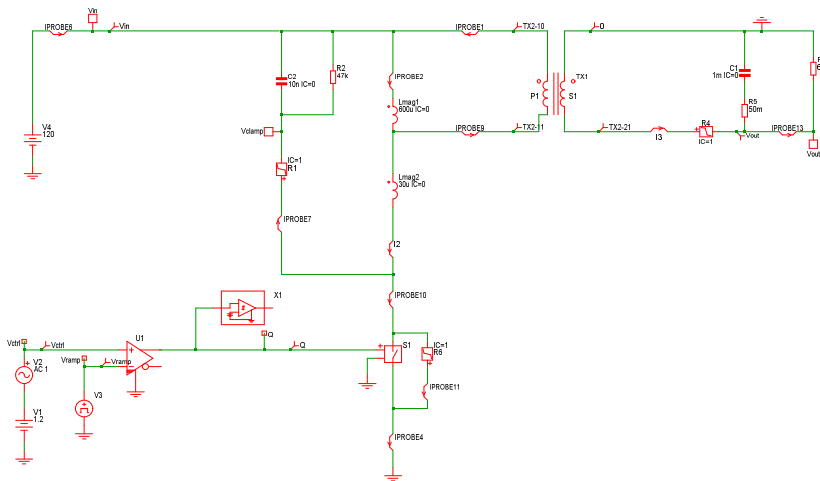 Vin
IPROBE6
Vin
IPROBE1
TX2-10
0
C2
10n IC=0
R2
47k
IPROBE2
Lmag1
600u IC=0
P1
S1
TX1
C1
1m IC=0
R5
50m
V4
120
Vclamp
IPROBE9
TX2-11
TX2-21
I3
R4
IC=1
Vout
IPROBE13
Vout
IC=1
R1
Lmag2
30u IC=0
IPROBE7
I2
X1
IPROBE10
Q
Q
Vctrl
Vctrl
U1
S1
IC=1
R6
V2
AC 1
Vramp
Vramp
V3
IPROBE11
V1
1.2
IPROBE4